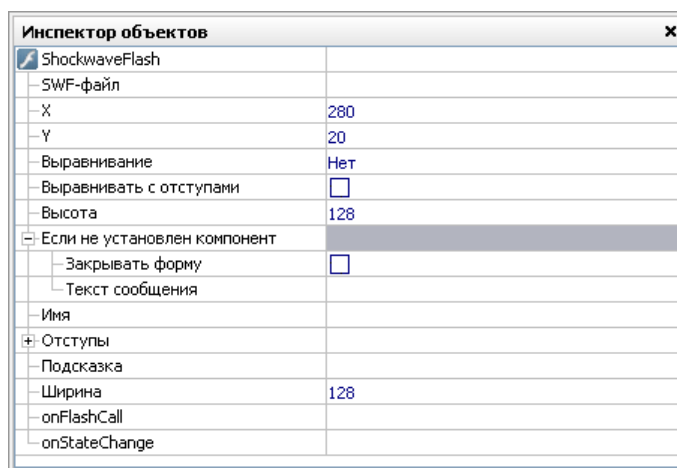 Инспектор объектов
ShockwaveFlash
SWF-файл
X 280
Y 20
Выравнивание Нет
Выравнивать с отступами
Высота 128
Если не установлен компонент
Закрывать форму
Текст сообщения
Имя
Отступы
Подсказка
Ширина 128
onFlashCall
onStateChange